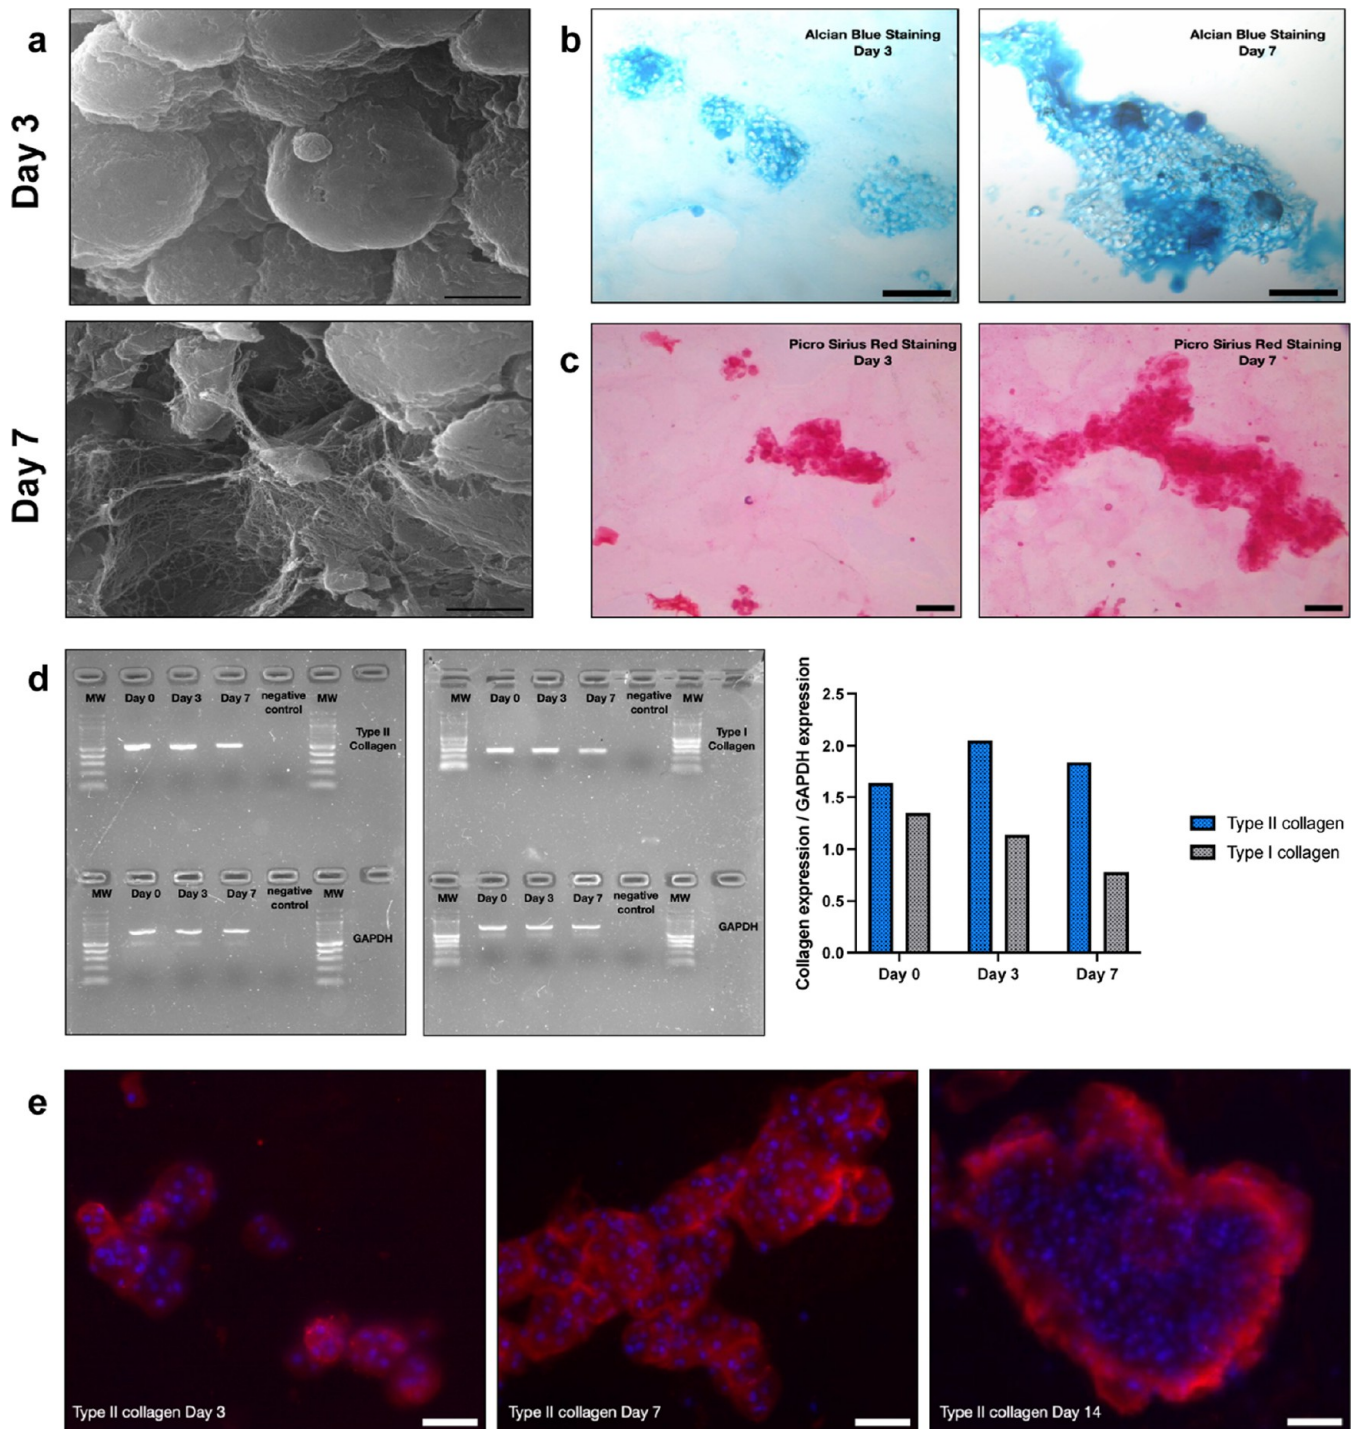 a
Day 3
b
Alcian Blue Staining
Day 3
Alcian Blue Staining
Day 7
Day 7
c
Picro Sirius Red Staining
Day 3
Picro Sirius Red Staining
Day 7
d
MW Day 0 Day 3 Day 7 negative control MW
Type II
Collagen
MW Day 0 Day 3 Day 7 negative control MW
GAPDH
MW Day 0 Day 3 Day 7 negative control MW
Type I
Collagen
MW Day 0 Day 3 Day 7 negative control MW
GAPDH
Collagen expression / GAPDH expression
2.5
2.0
1.5
1.0
0.5
0.0
Day 0 Day 3 Day 7
Type II collagen
Type I collagen
e
Type II collagen Day 3
Type II collagen Day 7
Type II collagen Day 14